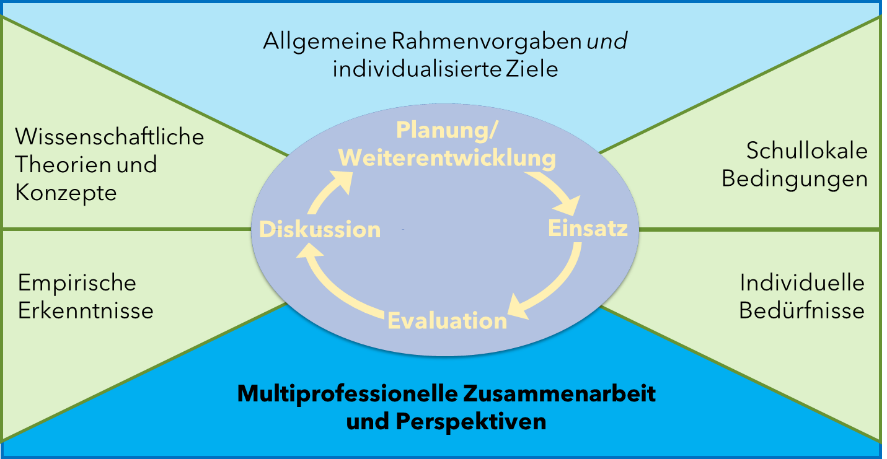 Allgemeine Rahmenvorgaben und
individualisierte Ziele
Wissenschaftliche
Theorien und
Konzepte
Planung/
Weiterentwicklung
Schullokale
Bedingungen
Diskussion
Einsatz
Empirische
Erkenntnisse
Individuelle
Bedürfnisse
Evaluation
Multiprofessionelle Zusammenarbeit
und Perspektiven